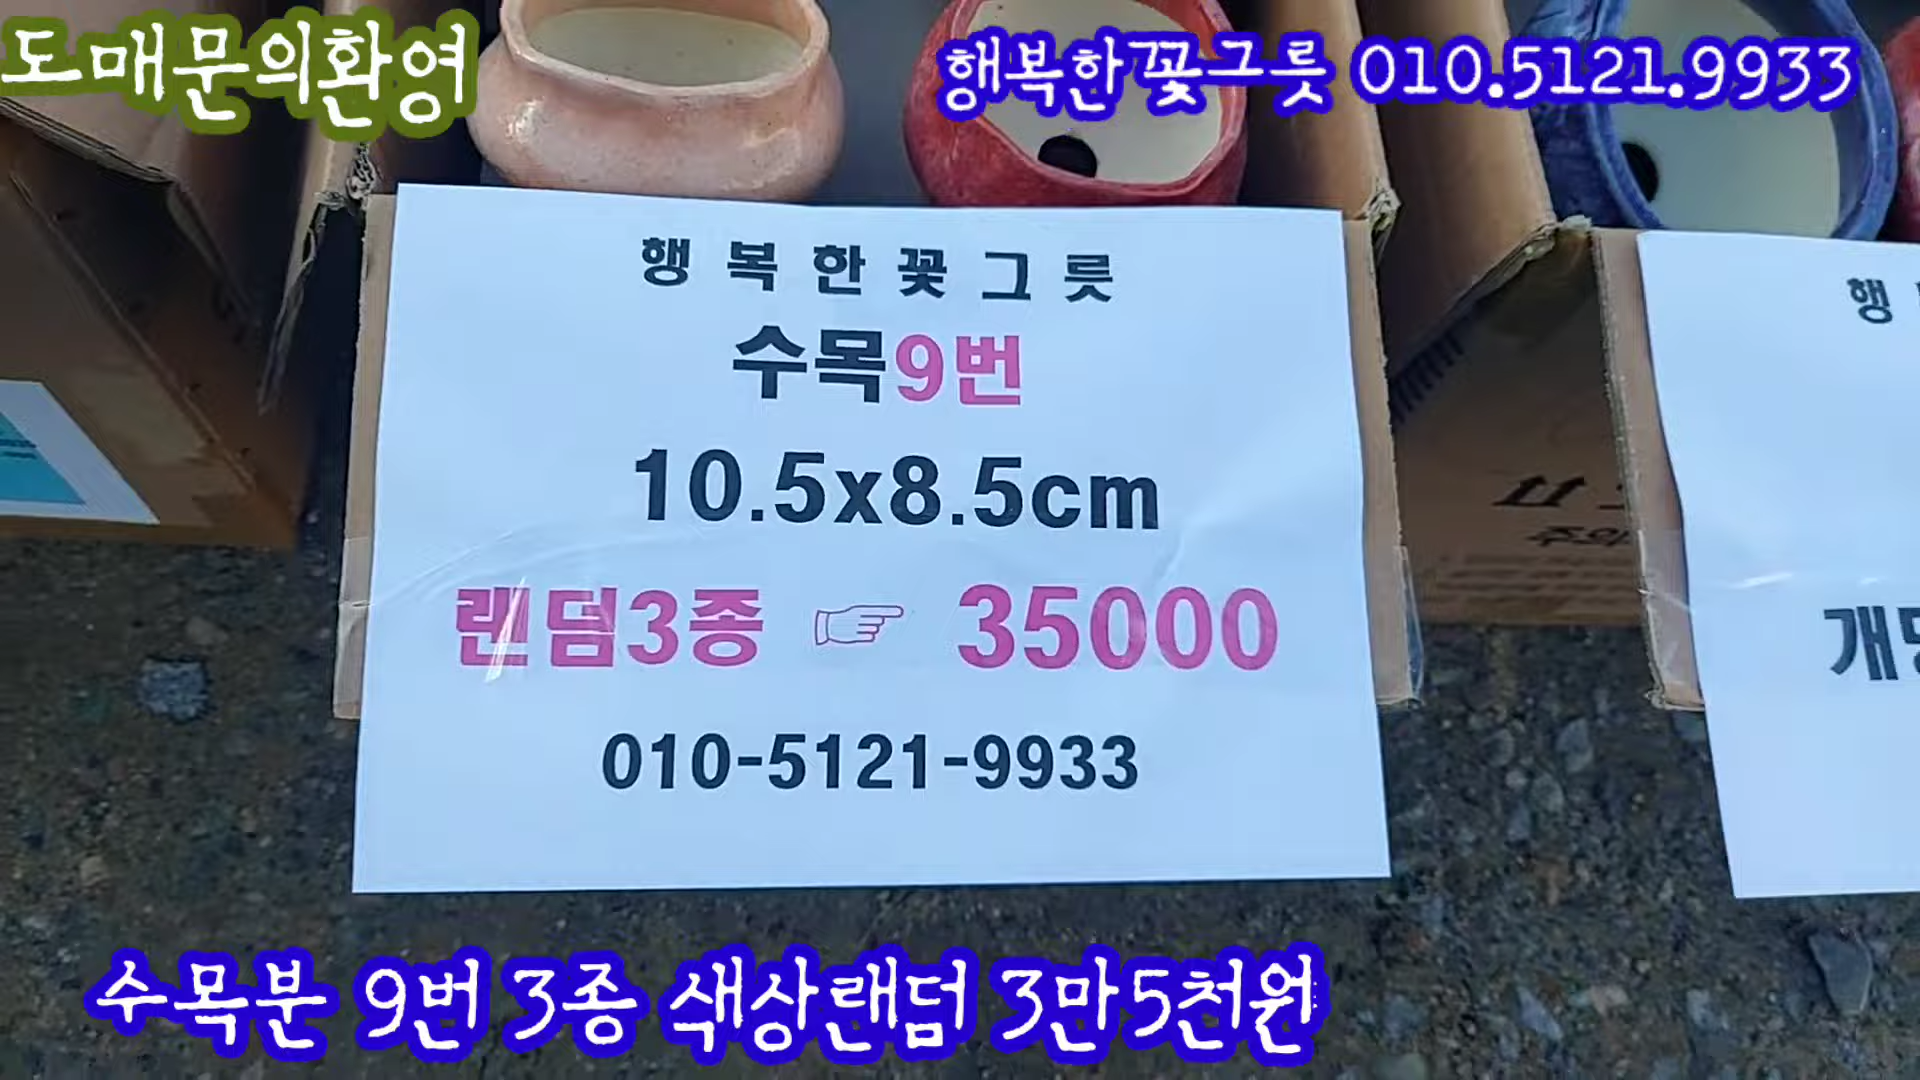 도매문의환영
행복한꽃그릇 010.5121.9933
행복한꽃그릇
수목9번
10.5x8.5cm
랜덤3종 ☞ 35000
010-5121-9933
행
개
수목분 9번 3종 색상랜덤 3만5천원